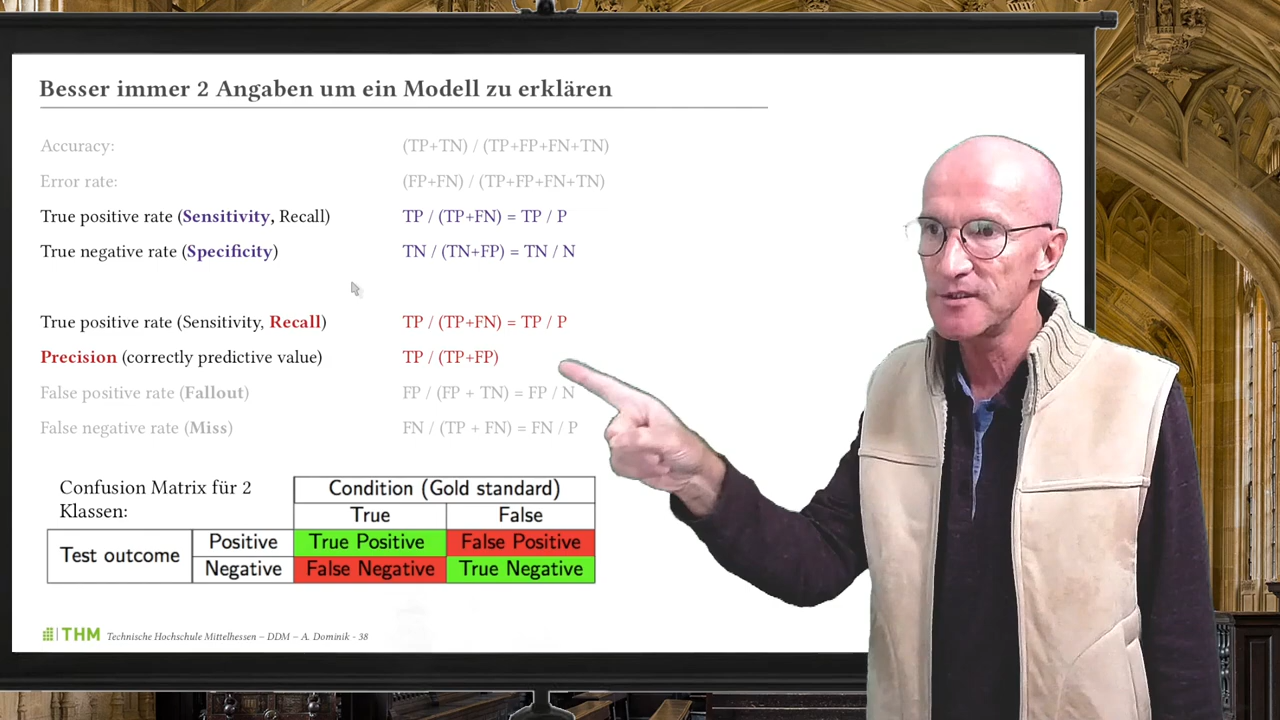 Besser immer 2 Angaben um ein Modell zu erklären
Accuracy: (TP+TN) / (TP+FP+FN+TN)
Error rate: (FP+FN) / (TP+FP+FN+TN)
True positive rate (Sensitivity, Recall) TP / (TP+FN) = TP / P
True negative rate (Specificity) TN / (TN+FP) = TN / N
True positive rate (Sensitivity, Recall) TP / (TP+FN) = TP / P
Precision (correctly predictive value) TP / (TP+FP)
False positive rate (Fallout) FP / (FP + TN) = FP / N
False negative rate (Miss) FN / (TP + FN) = FN / P
Confusion Matrix für 2
Klassen:
Condition (Gold standard)
True False
Test outcome
Positive True Positive False Positive
Negative False Negative True Negative
THM Technische Hochschule Mittelhessen – DDM – A. Dominik - 38